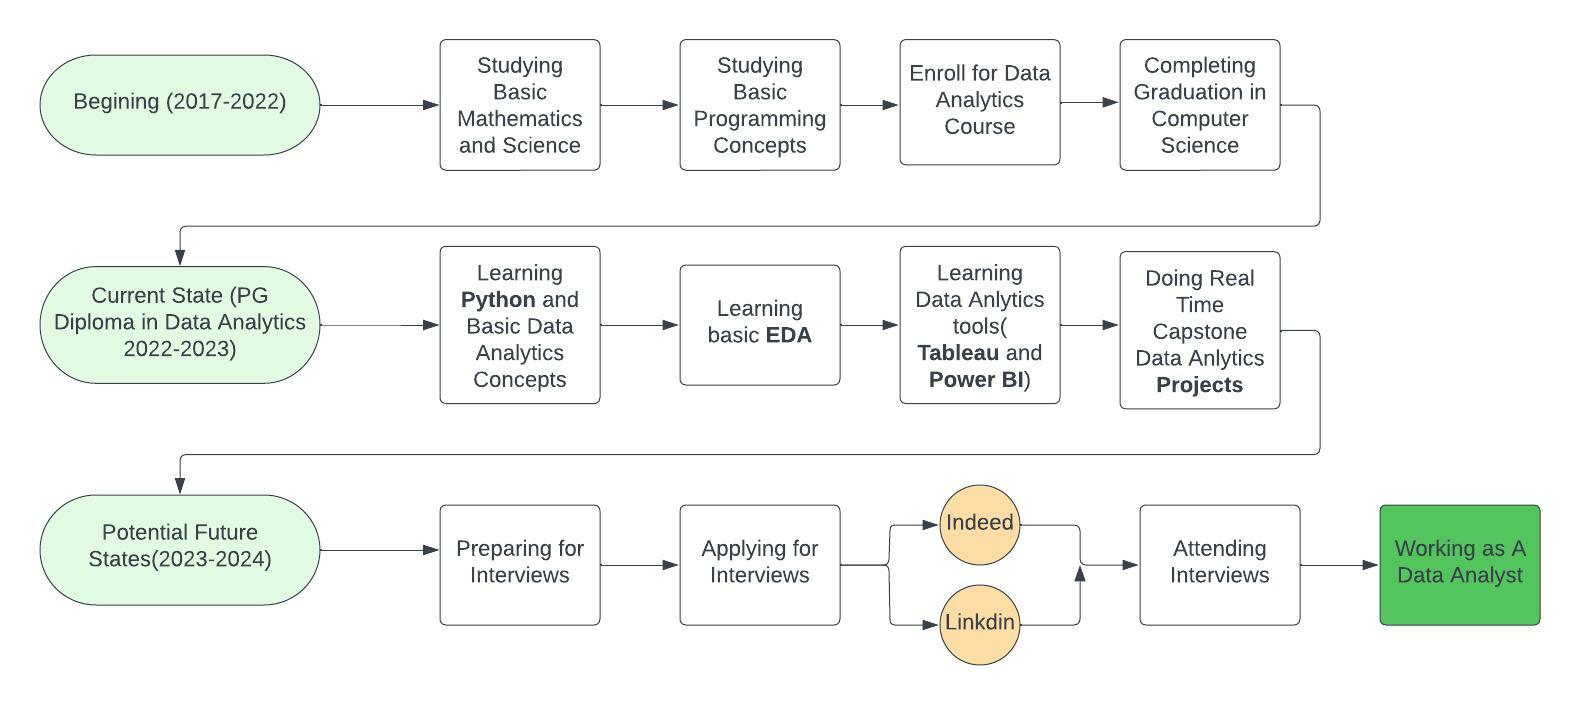 Begining (2017-2022)
Studying
Basic
Mathematics
and Science
Studying
Basic
Programming
Concepts
Enroll for Data
Analytics
Course
Completing
Graduation in
Computer
Science
Current State (PG
Diploma in Data Analytics
2022-2023)
Learning
Python and
Basic Data
Analytics
Concepts
Learning
basic EDA
Learning
Data Anlytics
tools(
Tableau and
Power BI)
Doing Real
Time
Capstone
Data Anlytics
Projects
Potential Future
States(2023-2024)
Preparing for
Interviews
Applying for
Interviews
Indeed
Linkdin
Attending
Interviews
Working as A
Data Analyst